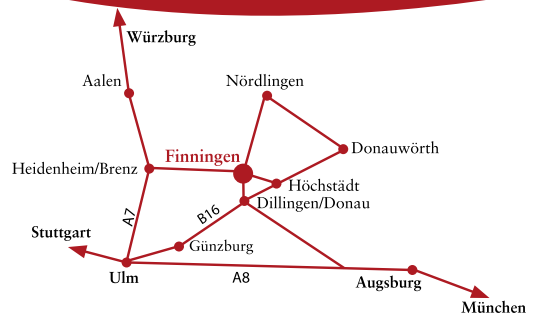 Würzburg
Aalen
Nördlingen
Finningen
Donauwörth
Heidenheim/Brenz
Höchstädt
Dillingen/Donau
A7
B16
Stuttgart
Günzburg
Ulm
A8
Augsburg
München